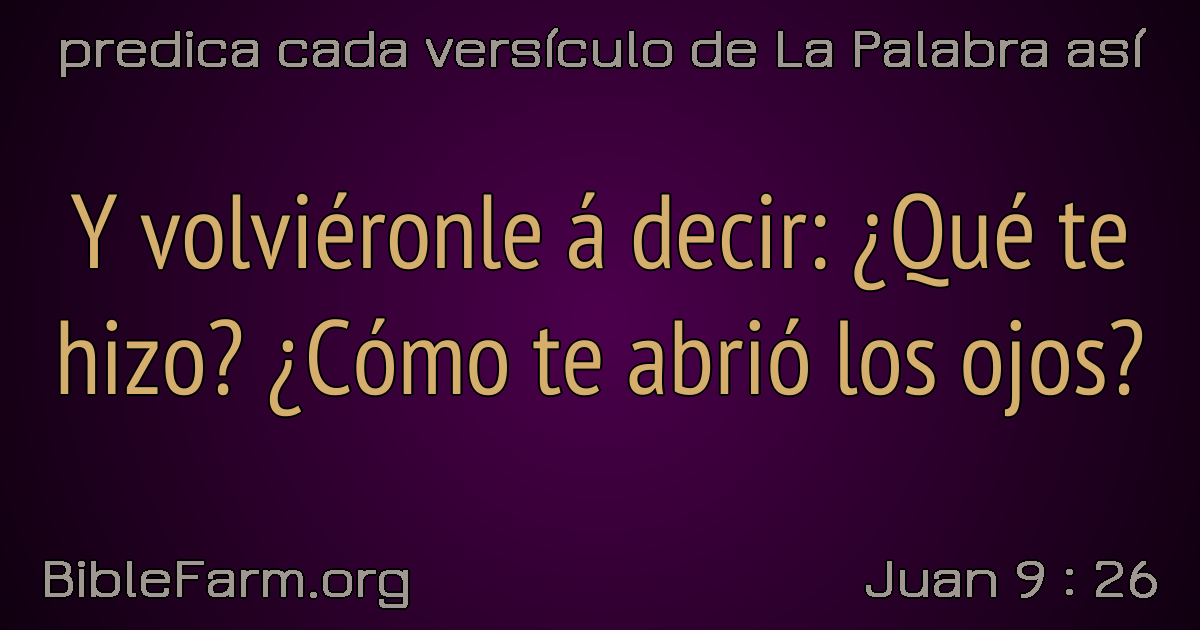 predica cada versículo de La Palabra así
Y volviéronle á decir: ¿Qué te
hizo? ¿Cómo te abrió los ojos?
BibleFarm.org
Juan 9 : 26